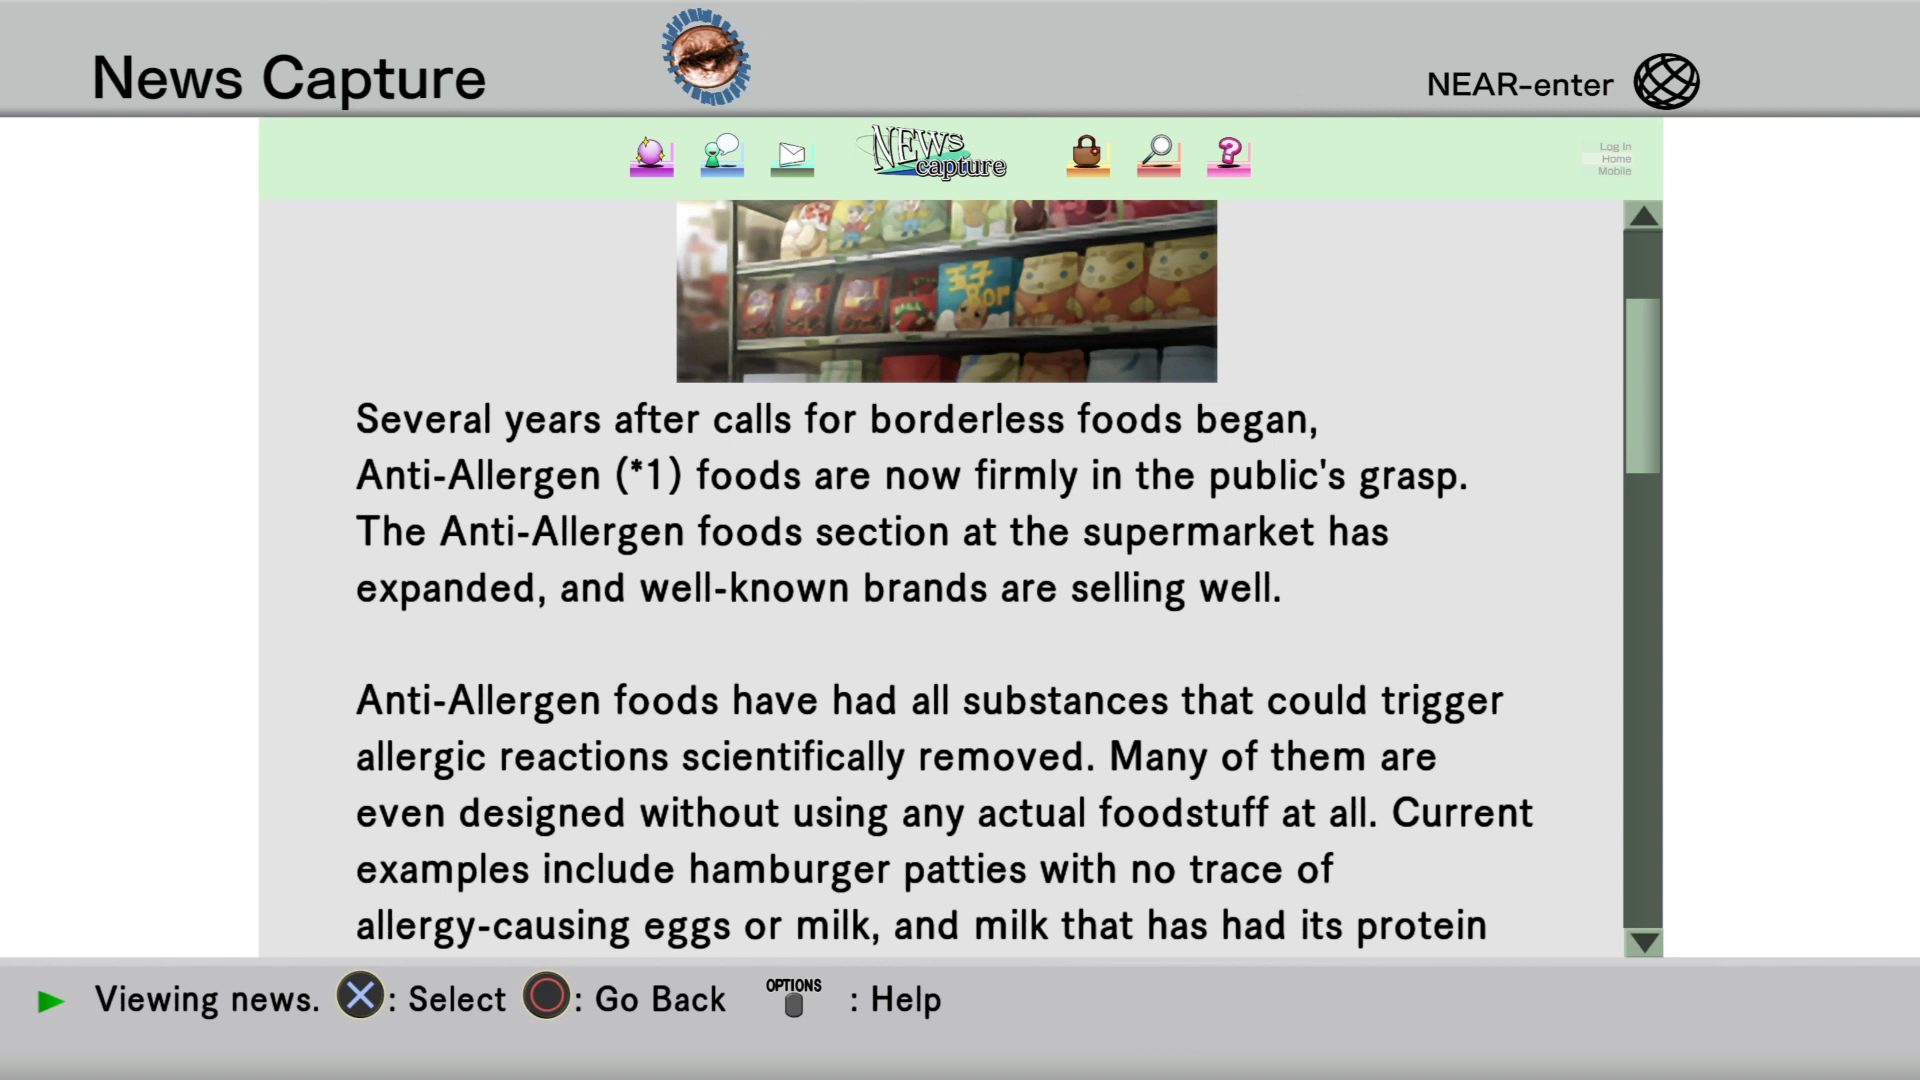 News Capture
NEAR-enter
NEWS
capture
Log In
Home
Mobile
玉子
Bor
Several years after calls for borderless foods began,
Anti-Allergen (*1) foods are now firmly in the public's grasp.
The Anti-Allergen foods section at the supermarket has
expanded, and well-known brands are selling well.
Anti-Allergen foods have had all substances that could trigger
allergic reactions scientifically removed. Many of them are
even designed without using any actual foodstuff at all. Current
examples include hamburger patties with no trace of
allergy-causing eggs or milk, and milk that has had its protein
Viewing news. : Select : Go Back OPTIONS : Help